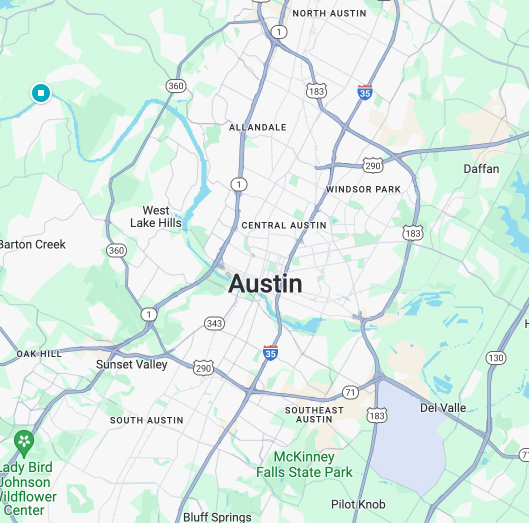 NORTH AUSTIN
1
360
183
35
ALLANDALE
290
Daffan
1
WINDSOR PARK
West
Lake Hills
CENTRAL AUSTIN
183
Barton Creek
360
Austin
1
343
35
130
OAK HILL
Sunset Valley
290
71
SOUTH AUSTIN
SOUTHEAST
AUSTIN
183
Del Valle
Lady Bird
Johnson
Wildflower
Center
McKinney
Falls State Park
71
Pilot Knob
Bluff Springs